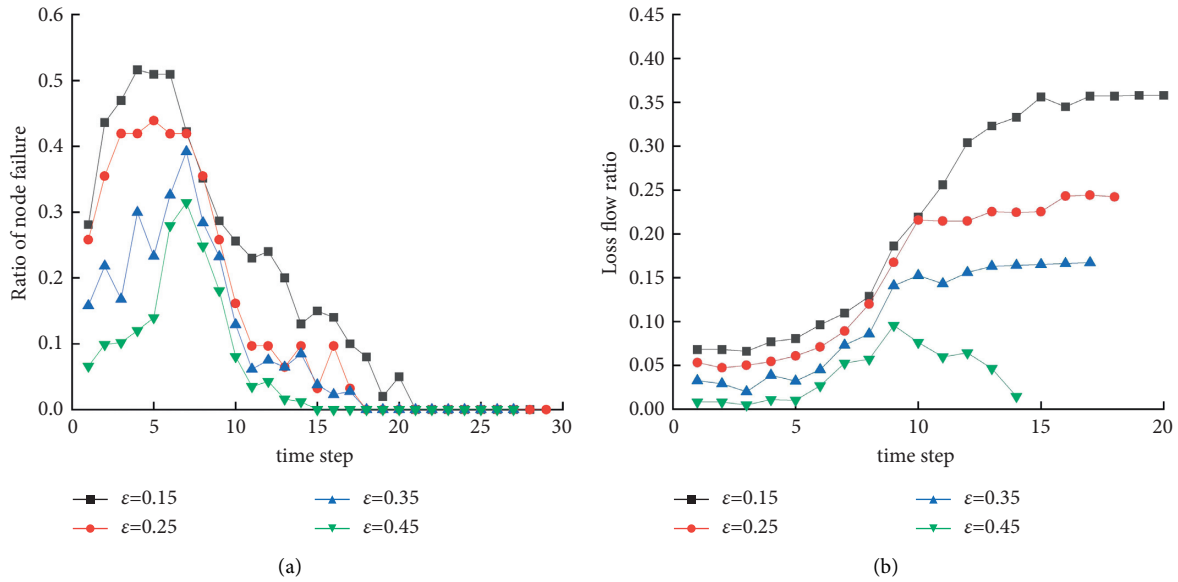 0.6
0.5
0.4
0.3
0.2
0.1
0.0
Ratio of node failure
0
5
10
15
20
25
30
time step
ε=0.15
ε=0.35
ε=0.25
ε=0.45
(a)
0.45
0.40
0.35
0.30
0.25
0.20
0.15
0.10
0.05
0.00
Loss flow ratio
0
5
10
15
20
time step
ε=0.15
ε=0.35
ε=0.25
ε=0.45
(b)